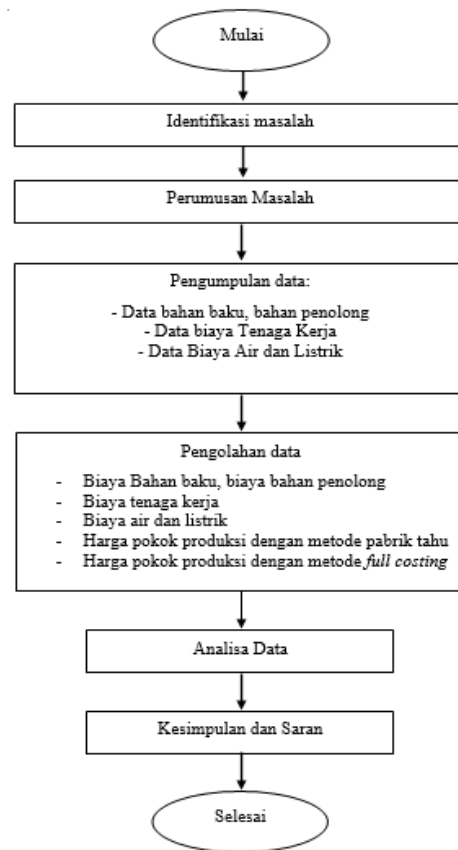 Mulai
Identifikasi masalah
Perumusan Masalah
Pengumpulan data:
- Data bahan baku, bahan penolong
- Data biaya Tenaga Kerja
- Data Biaya Air dan Listrik
Pengolahan data
- Biaya Bahan baku, biaya bahan penolong
- Biaya tenaga kerja
- Biaya air dan listrik
- Harga pokok produksi dengan metode pabrik tahu
- Harga pokok produksi dengan metode full costing
Analisa Data
Kesimpulan dan Saran
Selesai